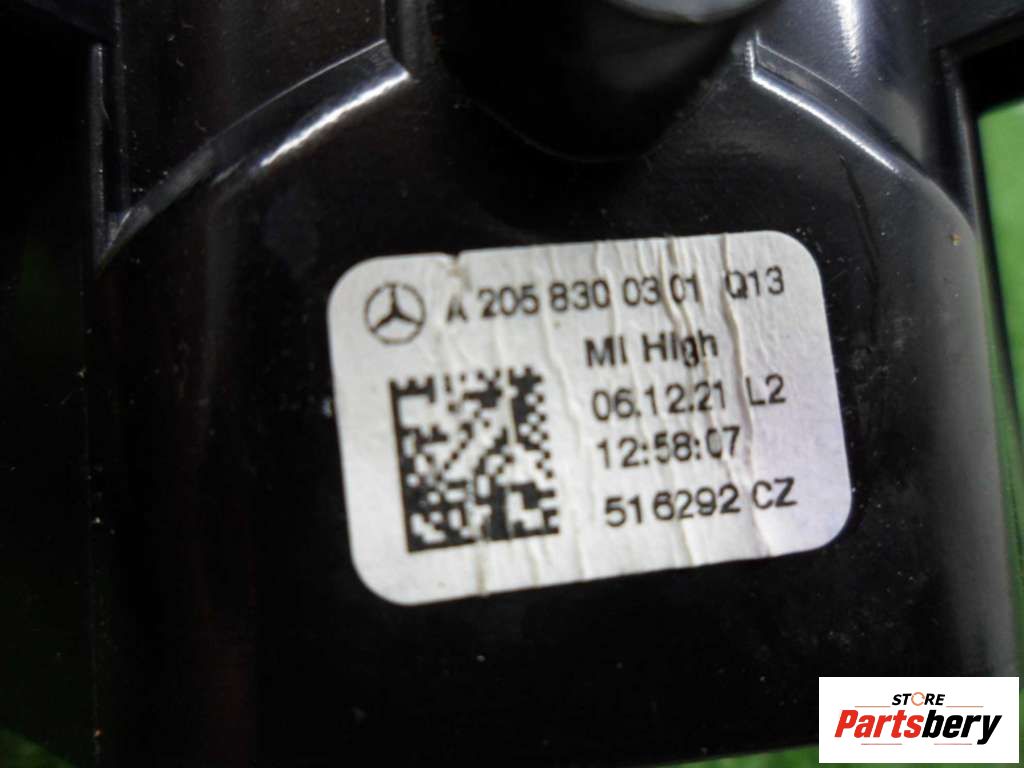 A 205 830 03 01 Q13
MI High
06.12.21 L2
12:58:07
516292 CZ
STORE
Partsbery